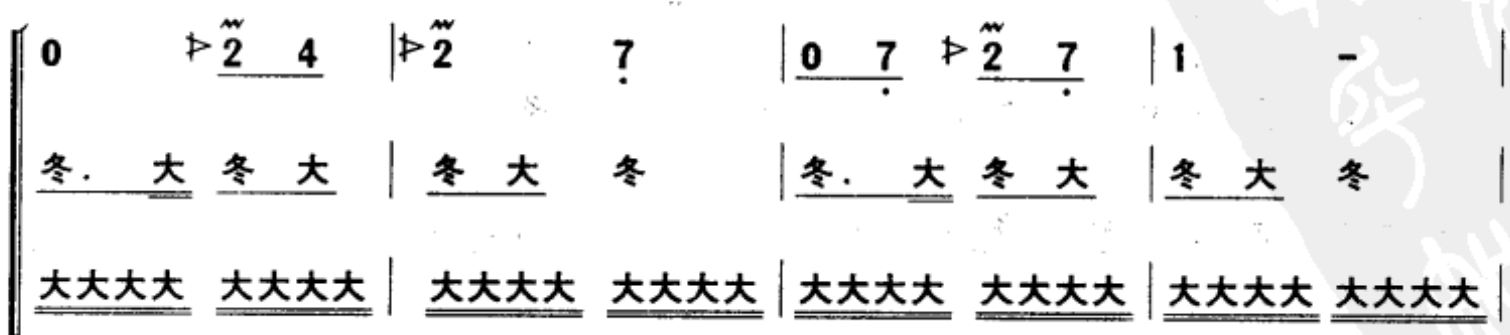 0 2 4 | 2 7 | 0 7 2 7 | 1 - |
冬. 大 冬 大 | 冬 大 冬 | 冬. 大 冬 大 | 冬 大 冬 |
大大大大 大大大大 | 大大大大 大大大大 | 大大大大 大大大大 | 大大大大 大大大大 |